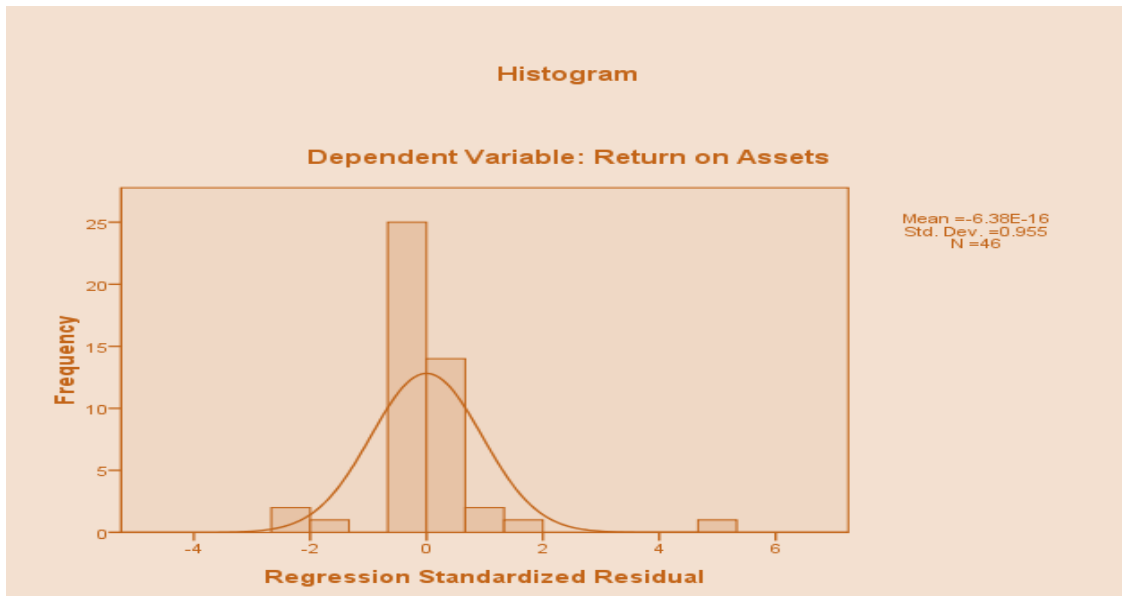 Histogram
Dependent Variable: Return on Assets
Mean =-6.38E-16
Std. Dev. =0.955
N =46
Frequency
25
20
15
10
5
0
-4
-2
0
2
4
6
Regression Standardized Residual